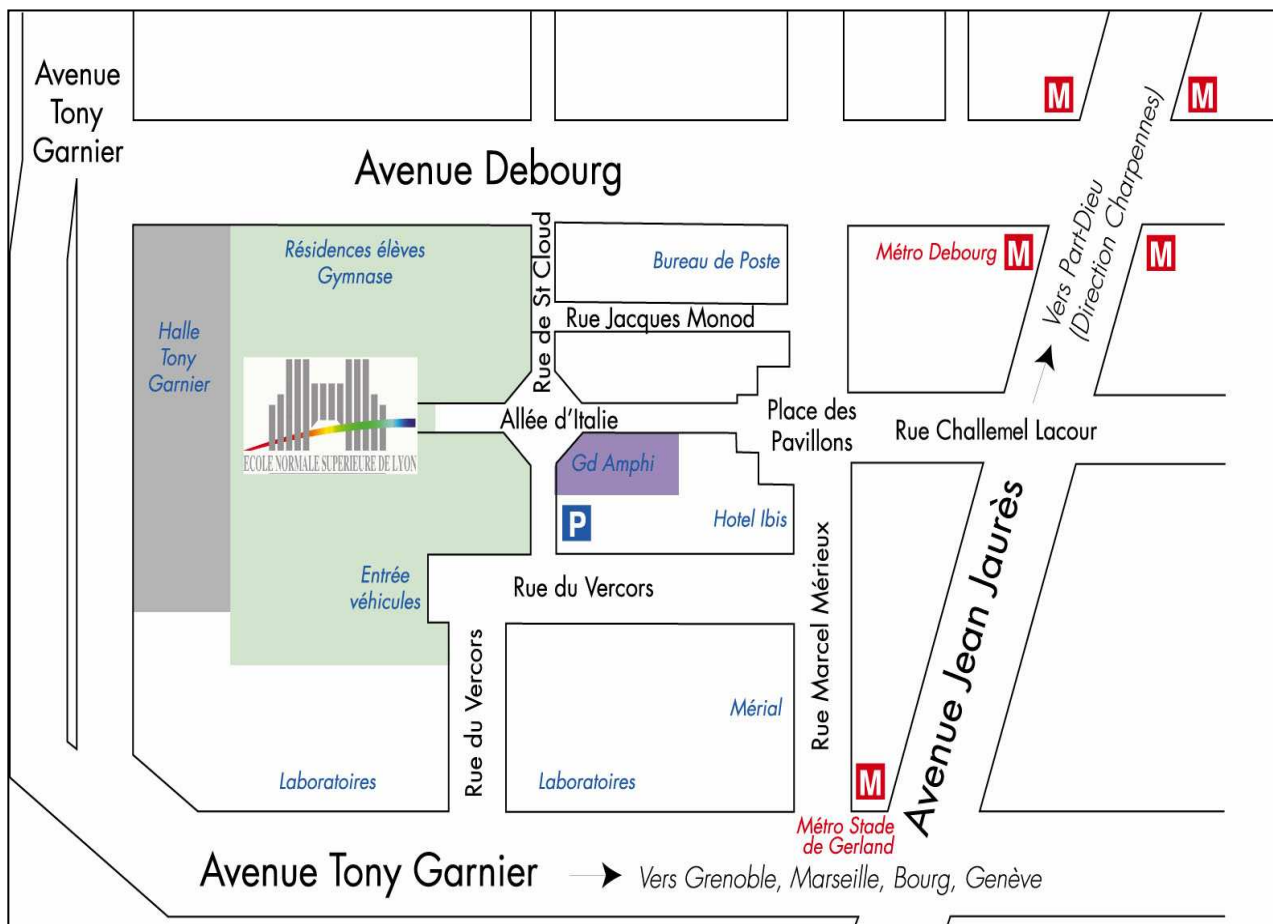 Avenue
Tony
Garnier
M
M
Avenue Debourg
Vers Part-Dieu
(Direction Charpennes)
Résidences élèves
Gymnase
Rue de St Cloud
Bureau de Poste
Métro Debourg
M
M
Rue Jacques Monod
Halle
Tony
Garnier
ECOLE NORMALE SUPERIEURE DE LYON
Allée d'Italie
Place des
Pavillons
Rue Challemel Lacour
Gd Amphi
P
Hotel Ibis
Entrée
véhicules
Rue du Vercors
Rue du Vercors
Rue Marcel Mérieux
Avenue Jean Jaurès
Mérial
Laboratoires
Laboratoires
M
Métro Stade
de Gerland
Avenue Tony Garnier
Vers Grenoble, Marseille, Bourg, Genève